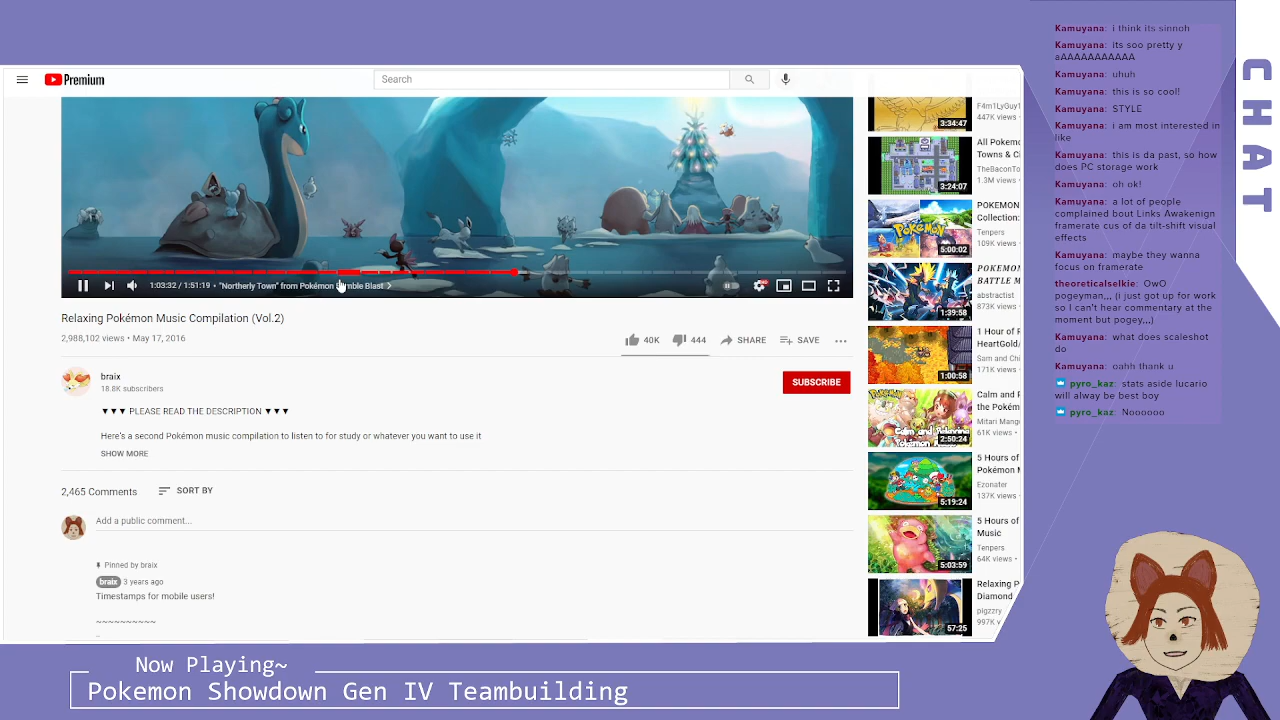 Premium
Search
1:03:32 / 1:51:19 • "Northerly Town" from Pokémon Rumble Blast
Relaxing Pokémon Music Compilation (Vol. 2)
2,988,102 views • May 17, 2016
40K
444
SHARE
SAVE
braix
18.8K subscribers
SUBSCRIBE
▼▼▼ PLEASE READ THE DESCRIPTION ▼▼▼
Here's a second Pokémon music compilation to listen to for study or whatever you want to use it
SHOW MORE
2,465 Comments
SORT BY
Add a public comment...
Pinned by braix
braix 3 years ago
Timestamps for mobile users!
~~~~~~~~~~
3:34:47
F4m1LyGuy1
447K views •
3:24:07
All Pokemo
Towns & Ci
TheBaconTo
1.3M views •
Pokémon
5:00:02
POKEMON
Collection:
Tenpers
109K views
1:39:58
POKEM
BATTLE M
abstractist
873K views
1:00:58
1 Hour of R
HeartGold/
Sam and Chi
171K views
Calm and Relaxing
Pokemon Music
2:50:24
Calm and P
the Pokém
Mitari Mang
61K views •
5:19:24
5 Hours of
Pokémon M
Ezonater
137K views
5:03:59
5 Hours of
Music
Tenpers
64K views •
57:25
Relaxing P
Diamond
pigzzry
997K v
Kamuyana: i think its sinnoh
Kamuyana: its soo pretty y
aAAAAAAAAAAA
Kamuyana: uhuh
Kamuyana: this is so cool!
Kamuyana: STYLE
Kamuyana: i am most interested in
like
Kamuyana: this is da past, so how
does PC storage work
Kamuyana: oh ok!
Kamuyana: a lot of people
complained bout Links Awakenign
framerate cus of da tilt-shift visual
effects
Kamuyana: maybe they wanna
focus on framerate
theoreticalselkie: OwO
pogeyman,,, (i just got up for work
so I can't hear commentary at the
moment but pogey,,,)
Kamuyana: what does scaleshot
do
Kamuyana: oahh thank u
pyro_kaz: stats aside lucario
will alway be best boy
pyro_kaz: Nooooo
CHAT
Now Playing~
Pokemon Showdown Gen IV Teambuilding